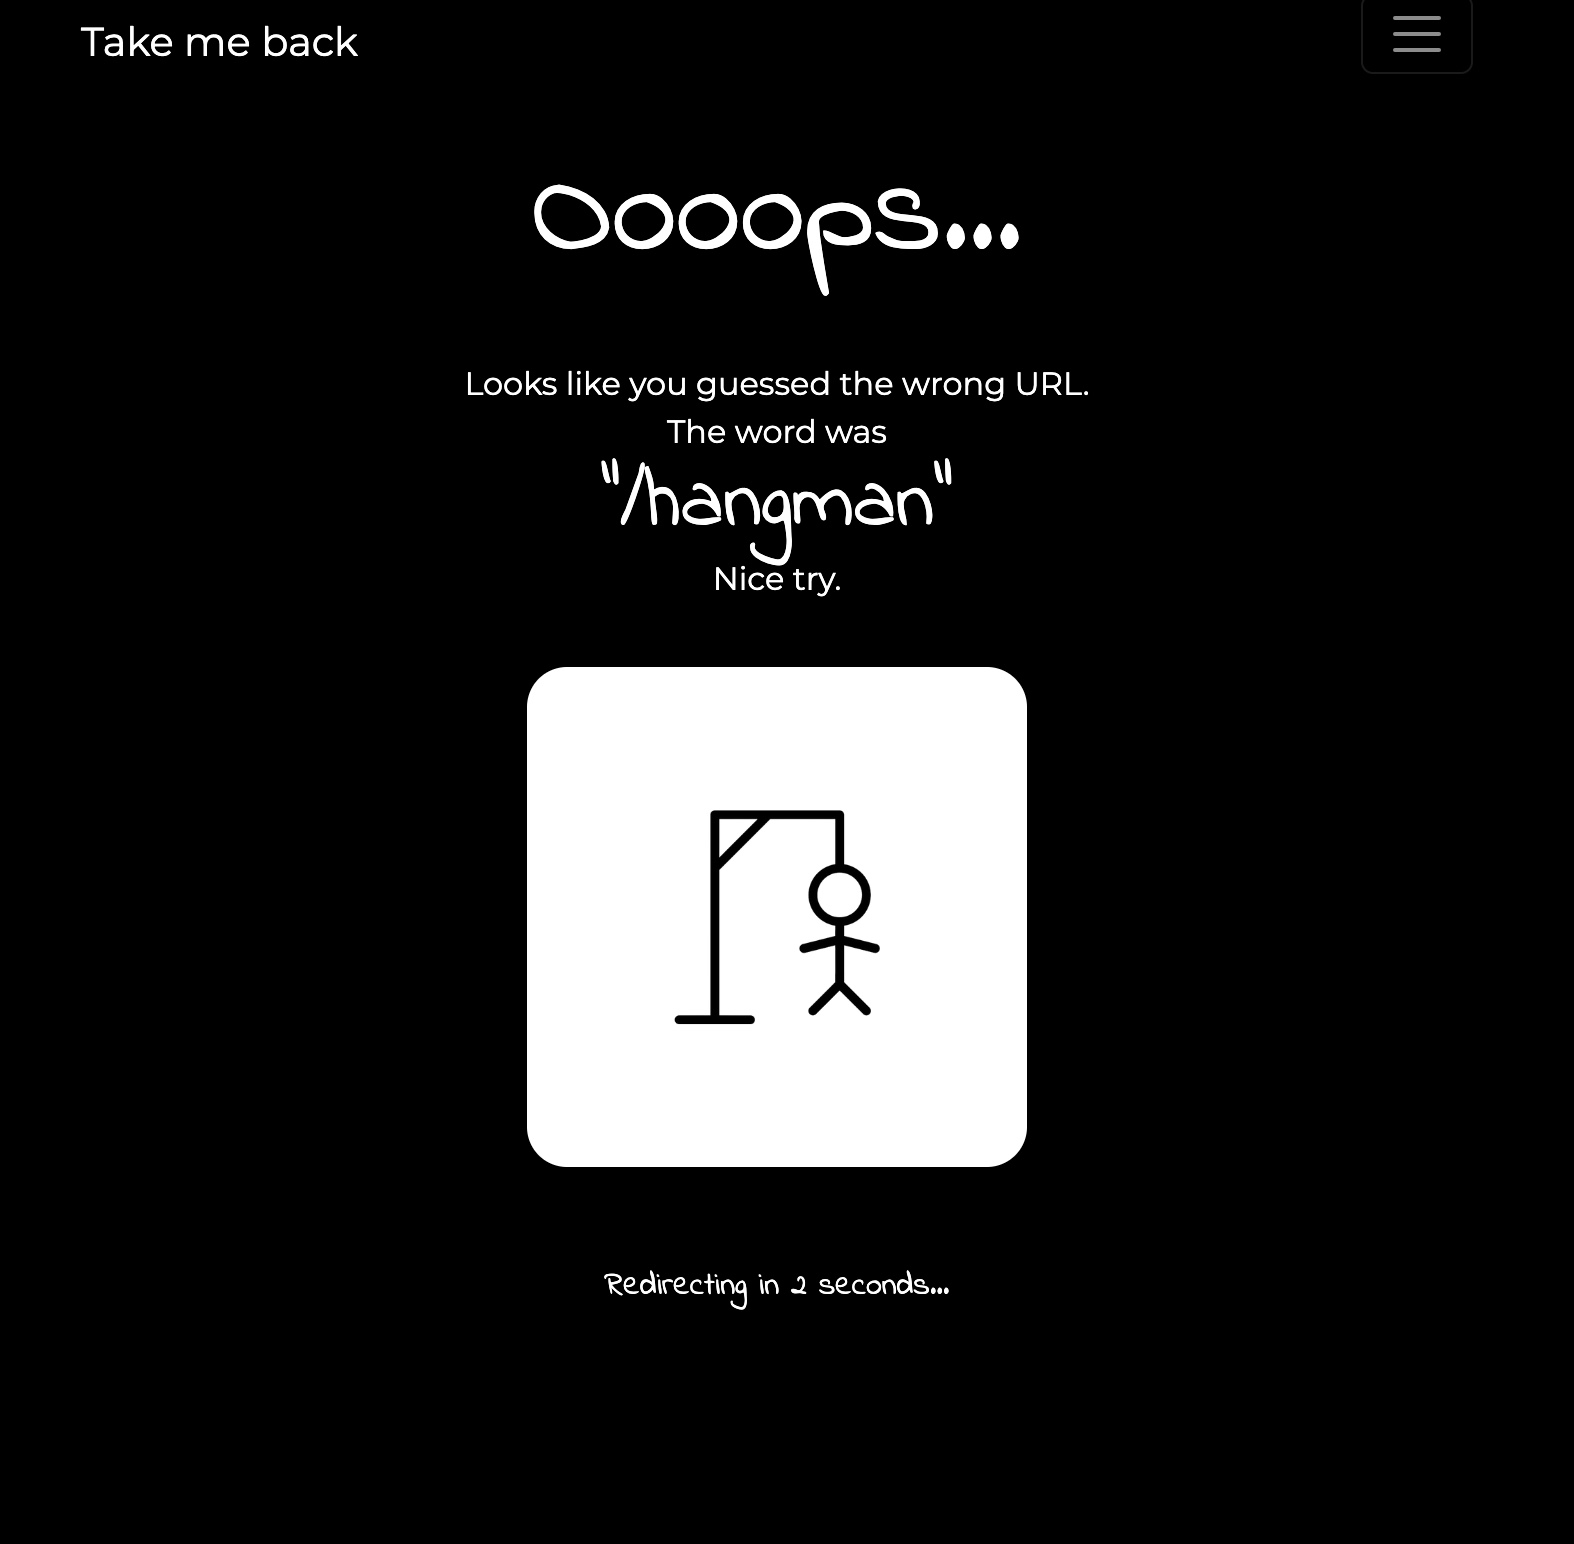 Take me back
Oooops...
Looks like you guessed the wrong URL.
The word was
"/hangman"
Nice try.
Redirecting in 2 seconds...